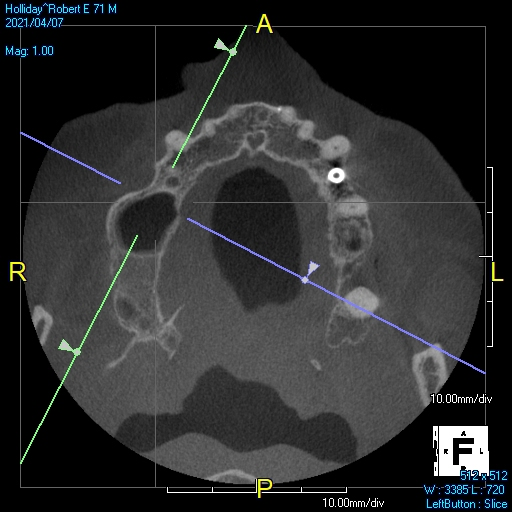 Holliday^Robert E 71 M
2021/04/07
A
Mag: 1.00
R
L
10.00mm/div
A
R F L
P
512 x 512
W : 3385 L : 720
LeftButton : Slice
P
10.00mm/div